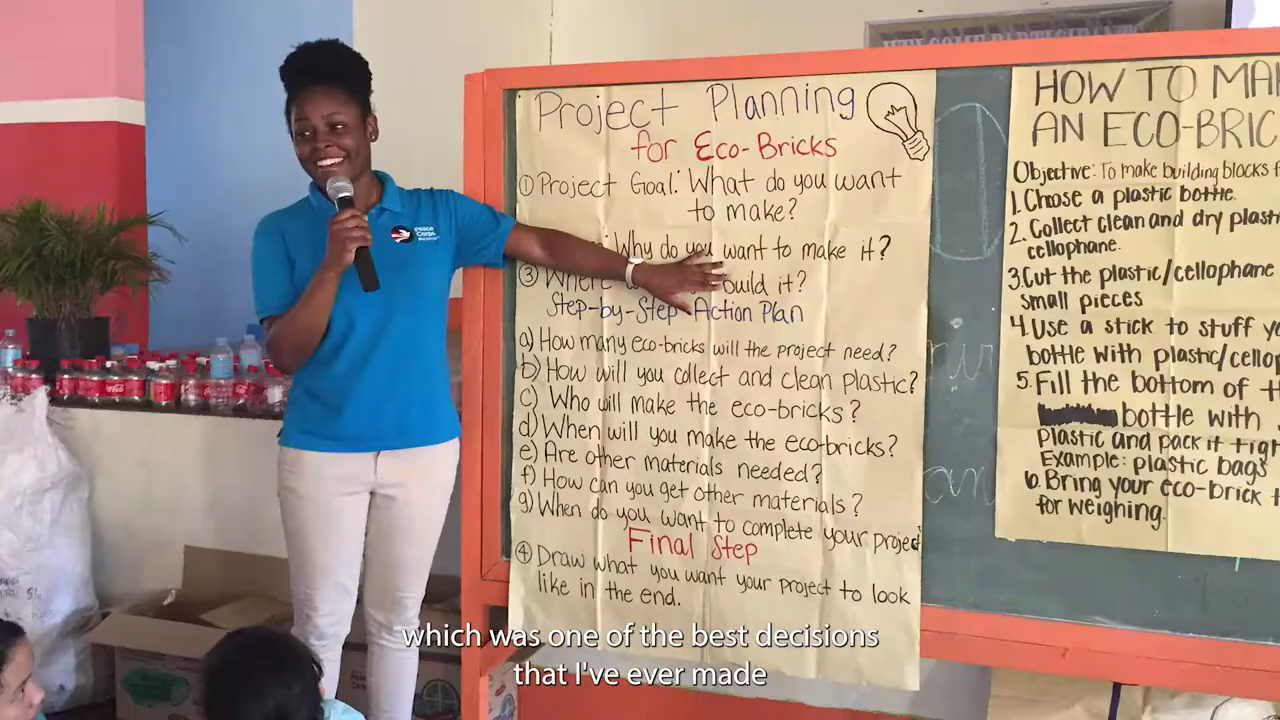 Project Planning
for Eco-Bricks
① Project Goal: What do you want
to make?
Why do you want to make it?
③ Where build it?
Step-by-Step Action Plan
a) How many eco-bricks will the project need?
b) How will you collect and clean plastic?
c) Who will make the eco-bricks?
d) When will you make the eco-bricks?
e) Are other materials needed?
f) How can you get other materials?
g) When do you want to complete your project
Final Step
④ Draw what you want your project to look
like in the end.
HOW TO MA
AN ECO-BRIC
Objective: To make building blocks
1. Choose a plastic bottle.
2. Collect clean and dry plast
cellophane.
3. Cut the plastic/cellophane
small pieces
4. Use a stick to stuff yo
bottle with plastic/cellop
5. Fill the bottom of t
bottle with
plastic and pack it tigh
Example: plastic bags
6. Bring your eco-brick t
for weighing.
Peace
Corps
which was one of the best decisions
that I've ever made